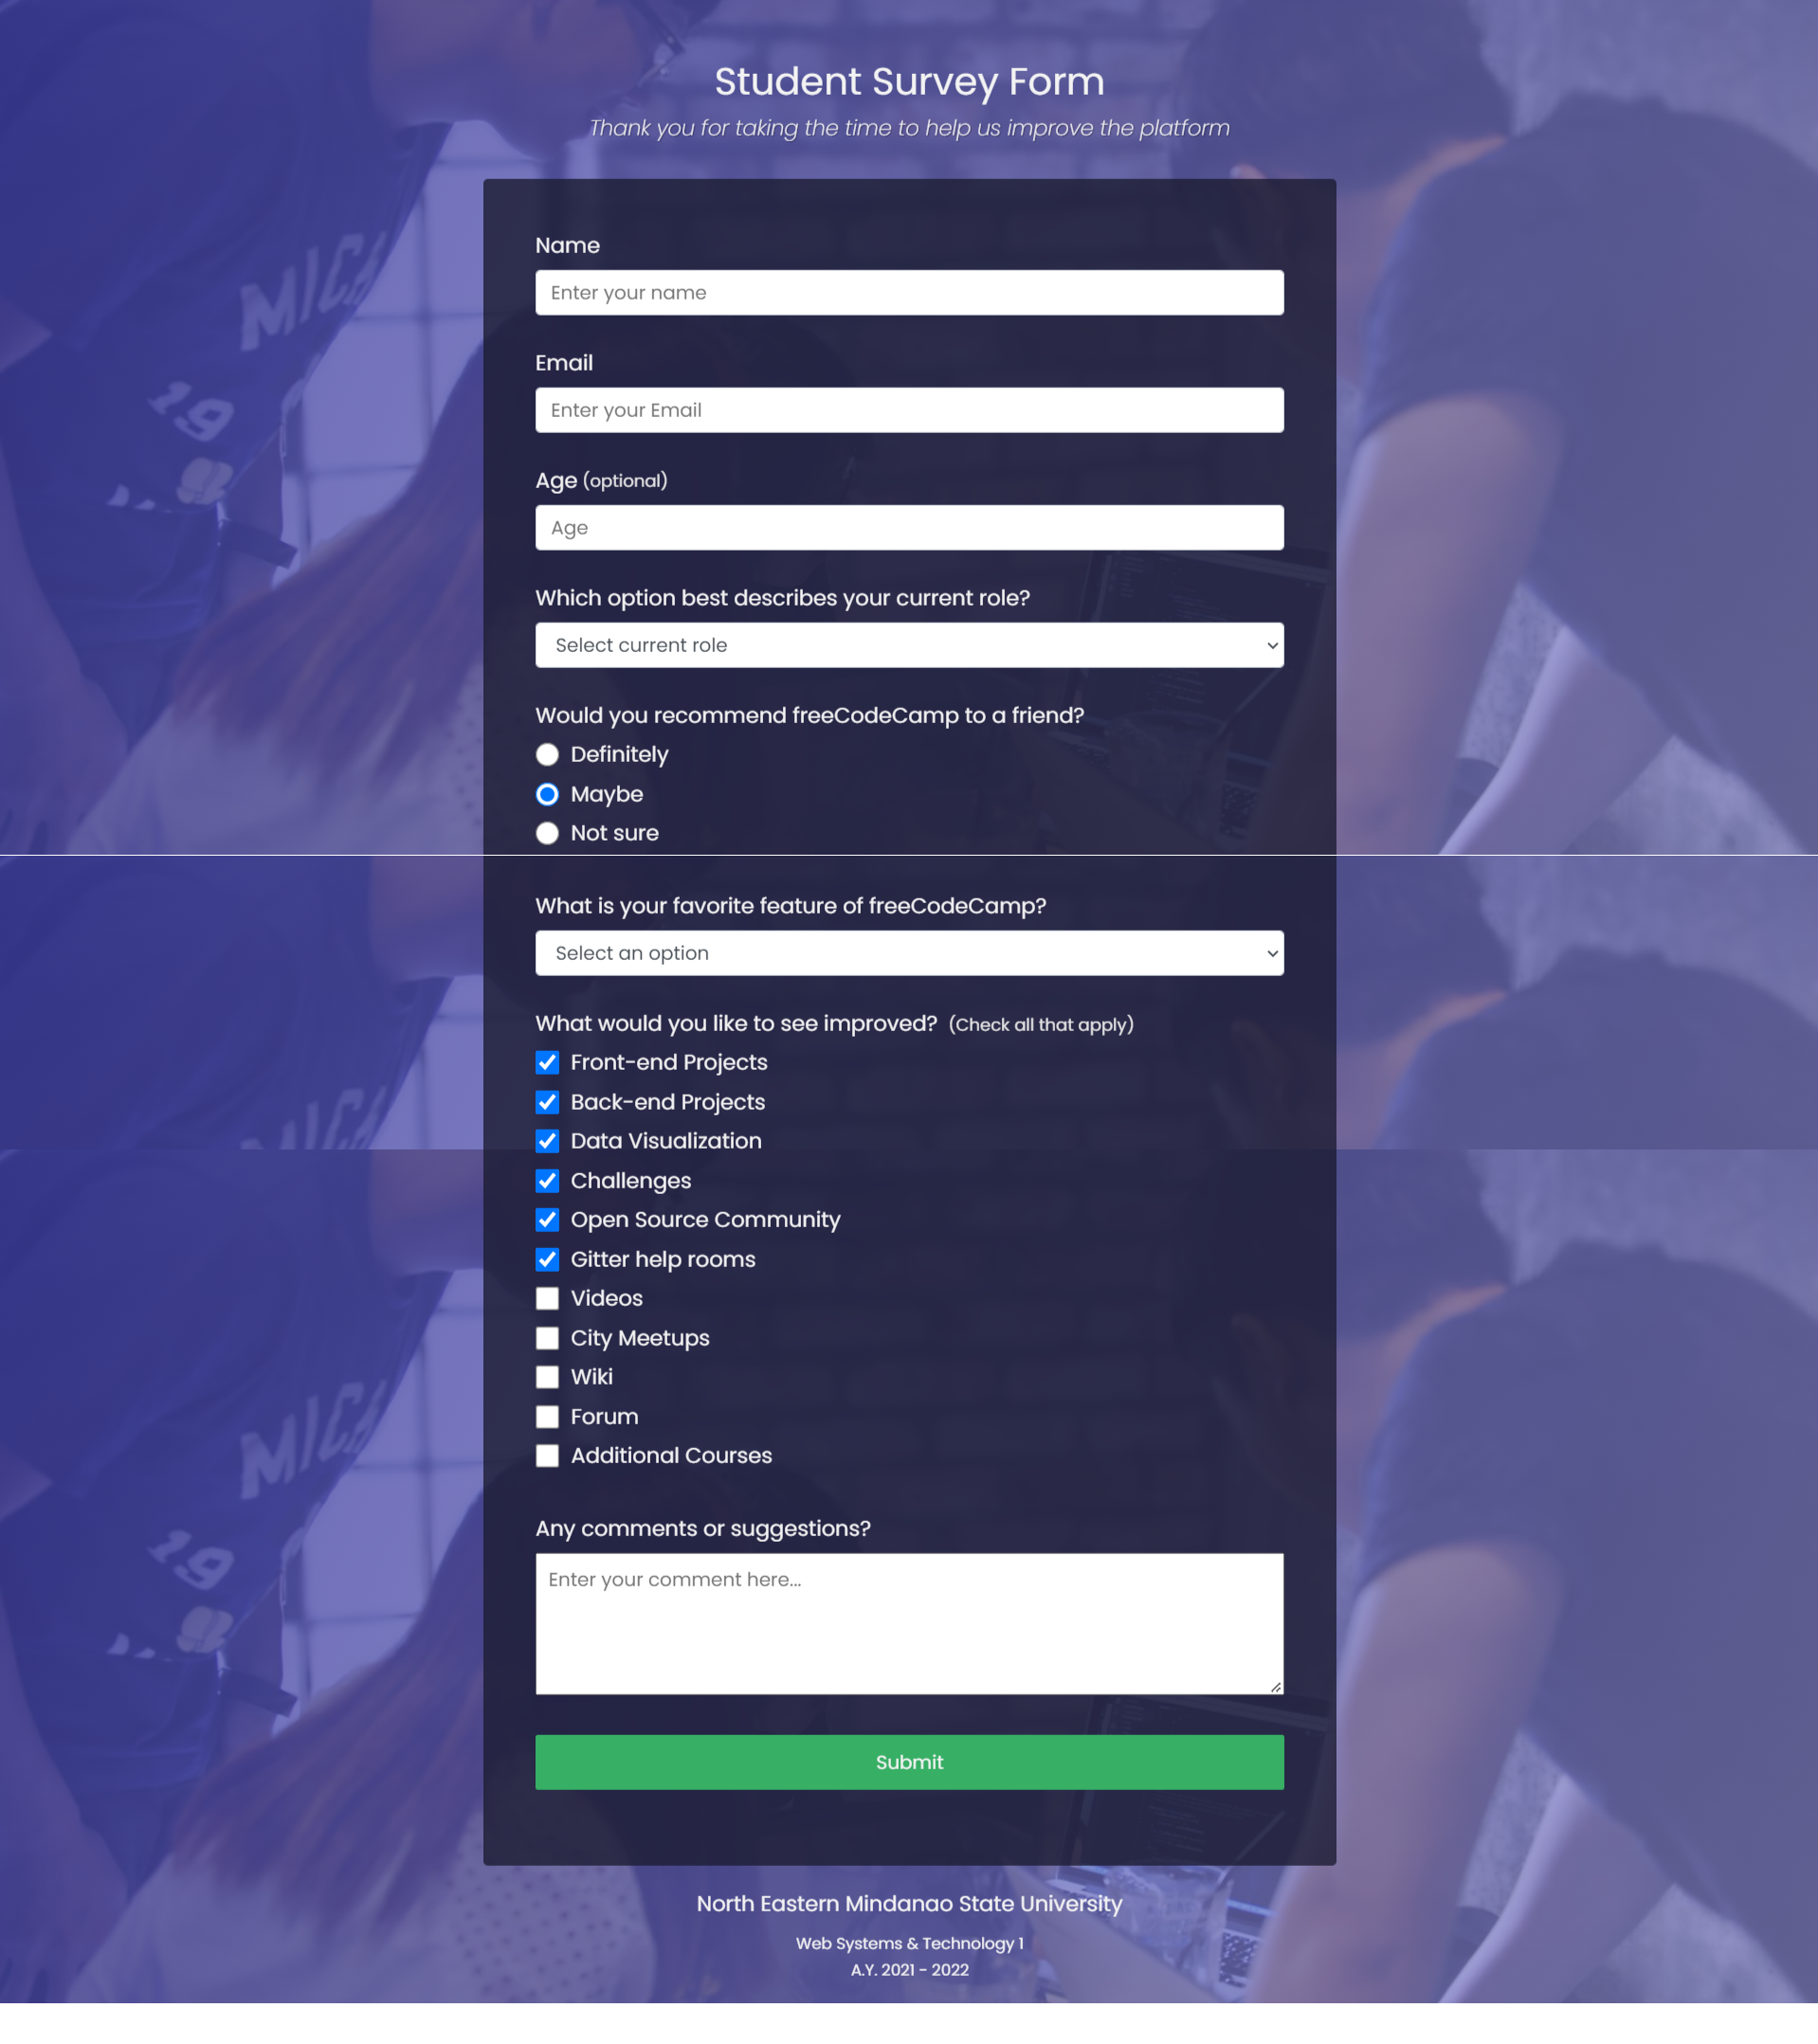 Student Survey Form
Thank you for taking the time to help us improve the platform
Name
Enter your name
Email
Enter your Email
Age (optional)
Age
Which option best describes your current role?
Select current role
Would you recommend freeCodeCamp to a friend?
Definitely
Maybe
Not sure
What is your favorite feature of freeCodeCamp?
Select an option
What would you like to see improved? (Check all that apply)
Front-end Projects
Back-end Projects
Data Visualization
Challenges
Open Source Community
Gitter help rooms
Videos
City Meetups
Wiki
Forum
Additional Courses
Any comments or suggestions?
Enter your comment here...
Submit
North Eastern Mindanao State University
Web Systems & Technology 1
A.Y. 2021 - 2022
MICH
19
MICH
19